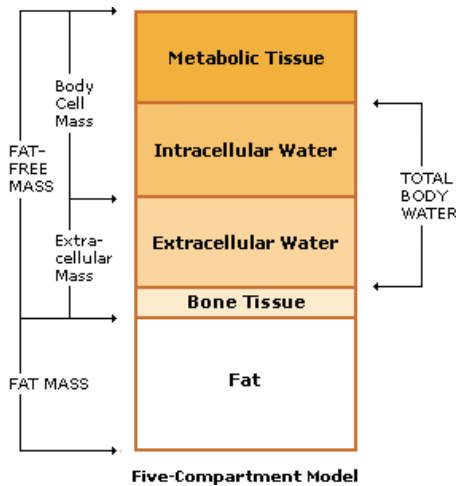 Metabolic Tissue
Body
Cell
Mass
FAT-
FREE
MASS
Intracellular Water
TOTAL
BODY
WATER
Extra-
cellular
Mass
Extracellular Water
Bone Tissue
FAT MASS
Fat
Five-Compartment Model